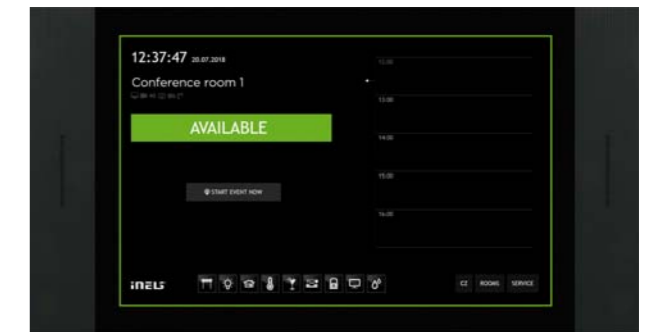 12:37:47 20.07.2018
Conference room 1
AVAILABLE
START EVENT NOW
13:00
14:00
15:00
16:00
iNELS
CZ ROOMS SERVICE